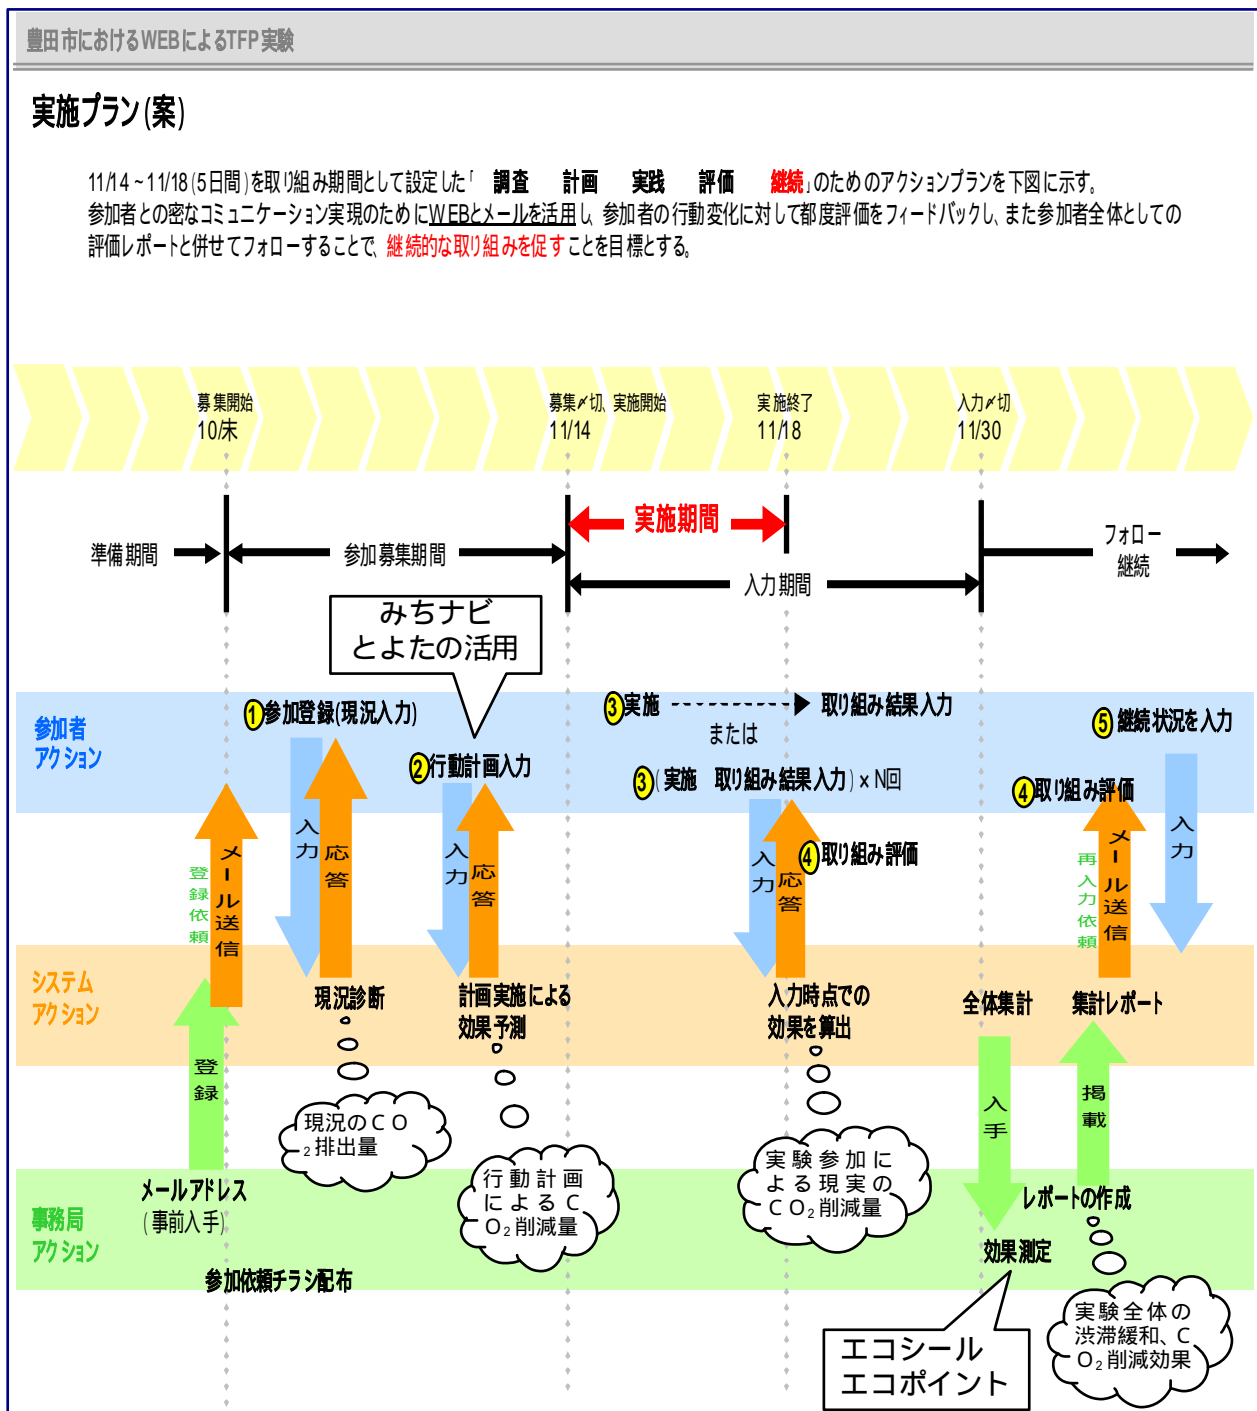 豊田市におけるWEBによるTFP実験
実施プラン(案)
11/14~11/18(5日間)を取り組み期間として設定した「　調査　計画　実践　評価　継続」のためのアクションプランを下図に示す。
参加者との密なコミュニケーション実現のためにWEBとメールを活用し、参加者の行動変化に対して都度評価をフィードバックし、また参加者全体としての
評価レポートと併せてフォローすることで、継続的な取り組みを促すことを目標とする。
募集開始
10/末
募集〆切、実施開始
11/14
実施終了
11/18
入力〆切
11/30
準備期間
参加募集期間
実施期間
入力期間
フォロー
継続
みちナビ
とよたの活用
参加者
アクション
①参加登録(現況入力)
②行動計画入力
③実施
取り組み結果入力
または
③(実施　取り組み結果入力)×N回
④取り組み評価
④取り組み評価
⑤継続状況を入力
登録依頼
メール送信
入力
応答
入力
応答
入力
応答
再入力依頼
メール送信
入力
システム
アクション
現況診断
計画実施による
効果予測
入力時点での
効果を算出
全体集計
集計レポート
登録
入手
掲載
現況のCO
2排出量
行動計画
によるC
O2削減量
実験参加に
よる現実の
CO2削減量
事務局
アクション
メールアドレス
(事前入手)
参加依頼チラシ配布
レポートの作成
効果測定
エコシール
エコポイント
実験全体の
渋滞緩和、C
O2削減効果